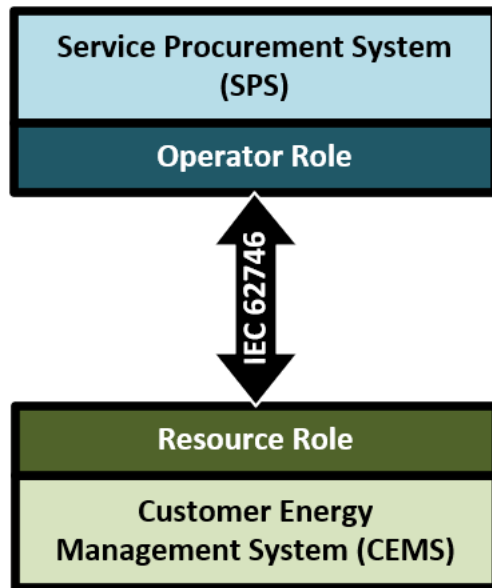 Service Procurement System
(SPS)
Operator Role
IEC 62746
Resource Role
Customer Energy
Management System (CEMS)